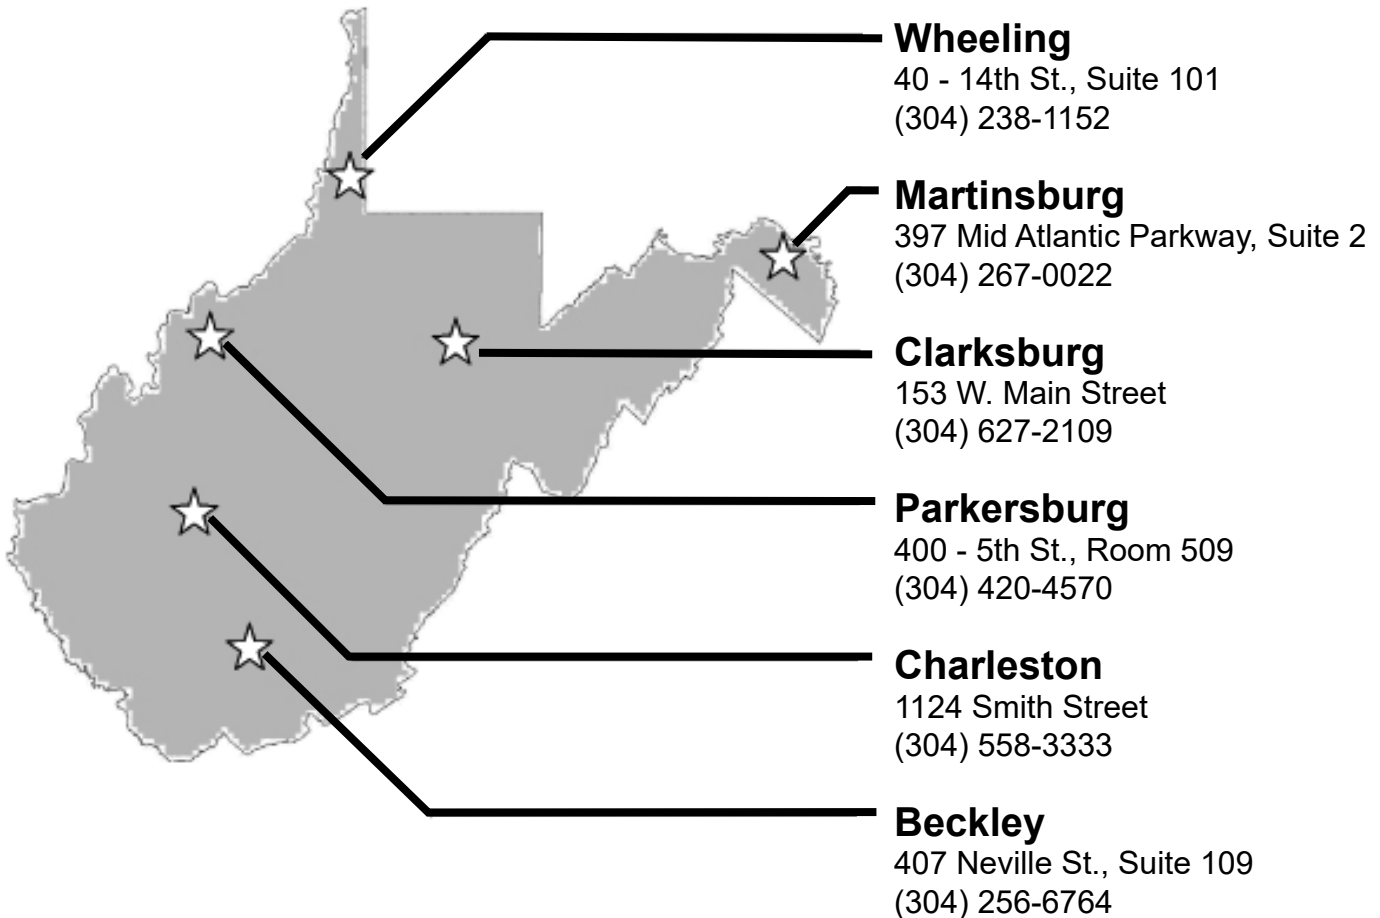 Wheeling
40 - 14th St., Suite 101
(304) 238-1152
Martinsburg
397 Mid Atlantic Parkway, Suite 2
(304) 267-0022
Clarksburg
153 W. Main Street
(304) 627-2109
Parkersburg
400 - 5th St., Room 509
(304) 420-4570
Charleston
1124 Smith Street
(304) 558-3333
Beckley
407 Neville St., Suite 109
(304) 256-6764